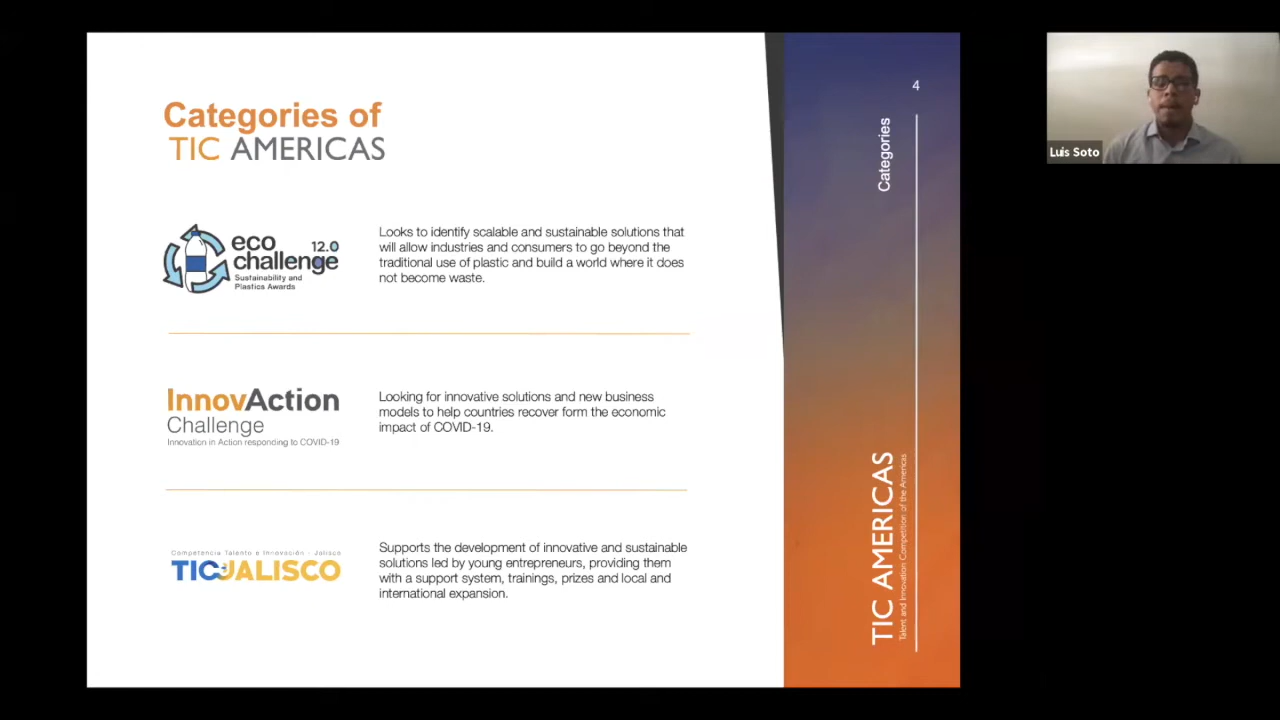 Categories of
TIC AMERICAS
eco
12.0
challenge
Sustainability and
Plastics Awards
Looks to identify scalable and sustainable solutions that
will allow industries and consumers to go beyond the
traditional use of plastic and build a world where it does
not become waste.
InnovAction
Challenge
Innovation in Action responding to COVID-19
Looking for innovative solutions and new business
models to help countries recover form the economic
impact of COVID-19.
Competencia Talento e Innovación - Jalisco
TICJALISCO
Supports the development of innovative and sustainable
solutions led by young entrepreneurs, providing them
with a support system, trainings, prizes and local and
international expansion.
4
Categories
TIC AMERICAS
Talent and Innovation Competition of the Americas
Luis Soto